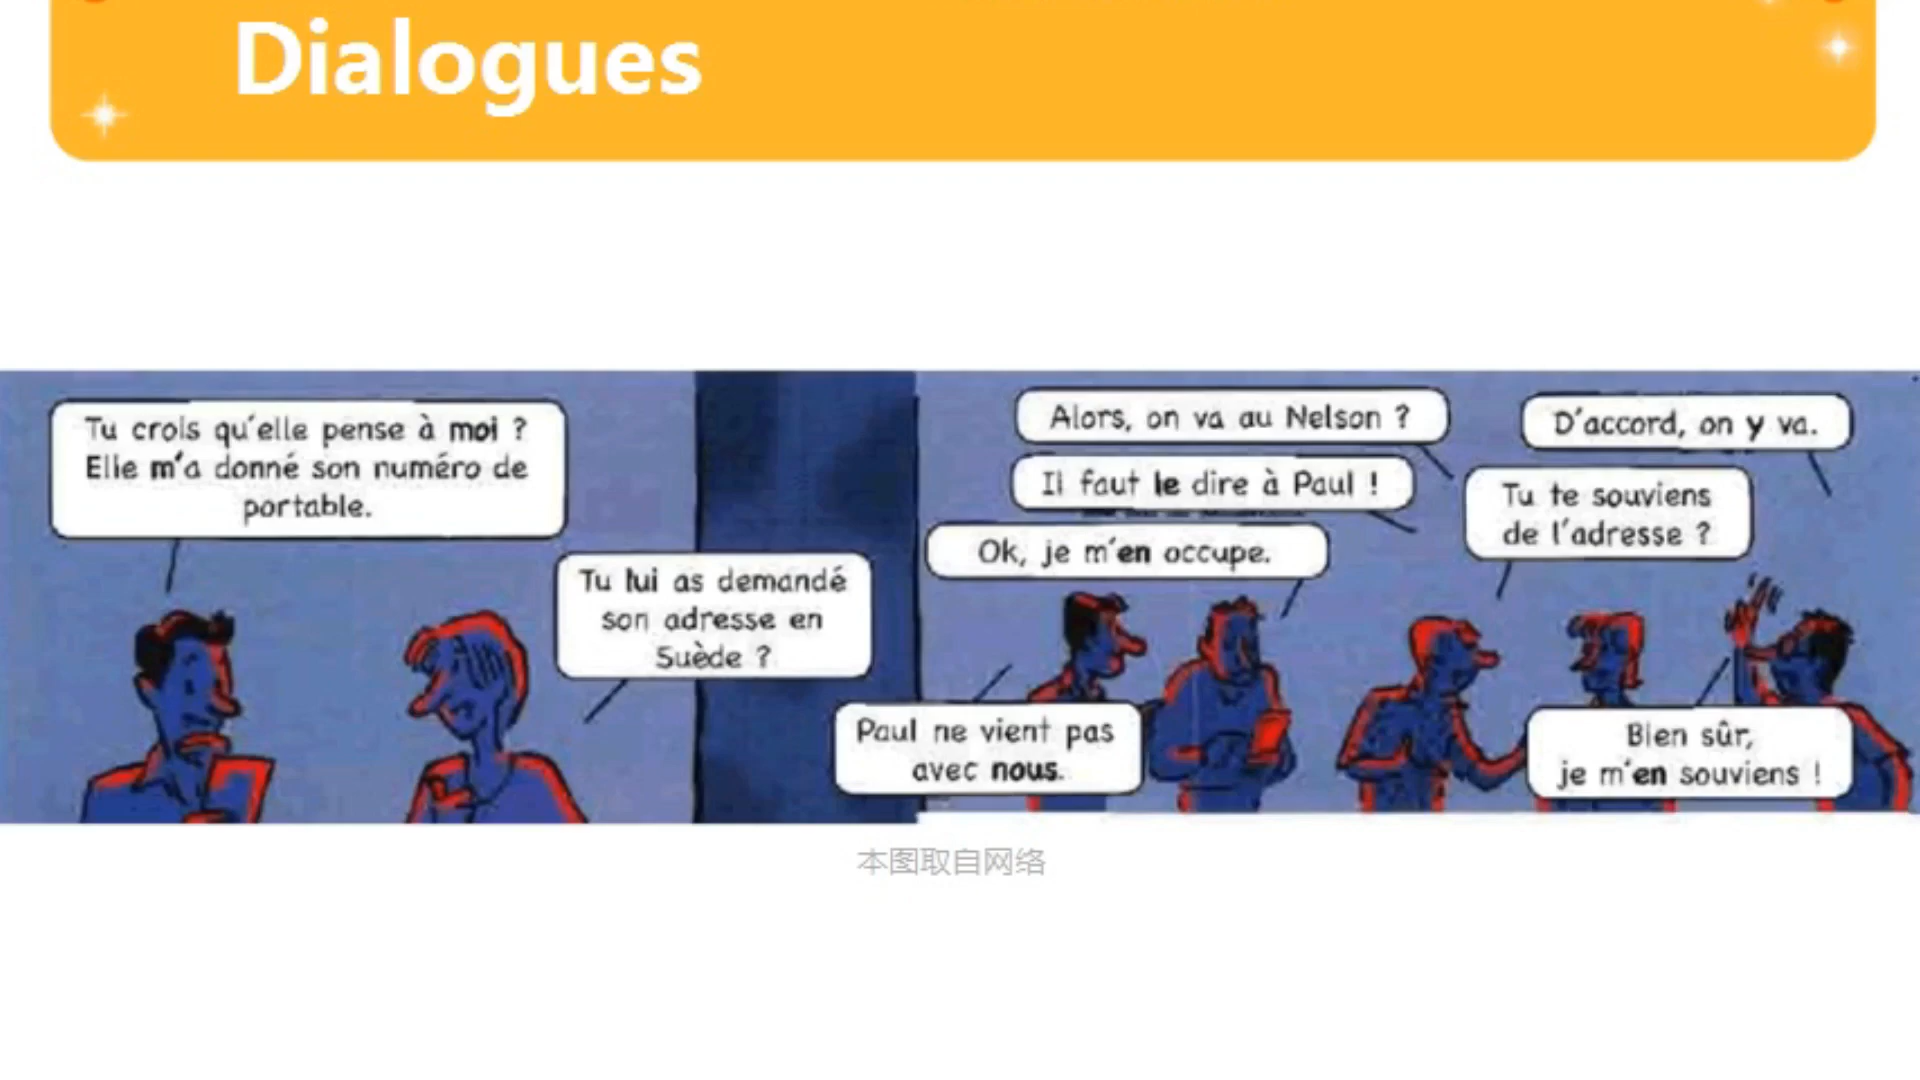 Dialogues
Tu crois qu'elle pense à moi ?
Elle m'a donné son numéro de
portable.
Tu lui as demandé
son adresse en
Suède ?
Alors, on va au Nelson ?
D'accord, on y va.
Il faut le dire à Paul !
Tu te souviens
de l'adresse ?
Ok, je m'en occupe.
Paul ne vient pas
avec nous.
Bien sûr,
je m'en souviens !
本图取自网络